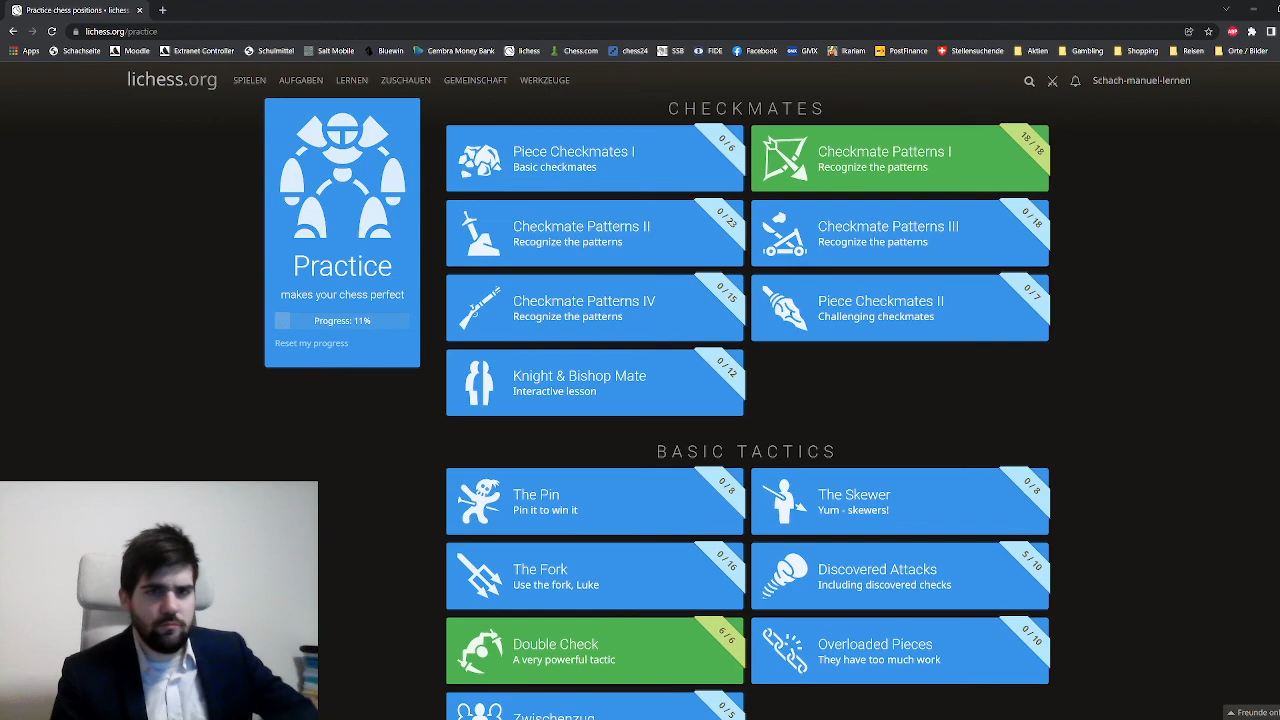 Practice chess positions • lichess
lichess.org/practice
Apps
Schachseite
Moodle
Extranet Controller
Schulmittel
Salt Mobile
Bluewin
Cembra Money Bank
lichess
Chess.com
chess24
SSB
FIDE
Facebook
GMX
Ikariam
PostFinance
Stellensuchende
Aktien
Gambling
Shopping
Reisen
Orte / Bilder
lichess.org
SPIELEN
AUFGABEN
LERNEN
ZUSCHAUEN
GEMEINSCHAFT
WERKZEUGE
Schach-manuel-lernen
Practice
makes your chess perfect
Progress: 11%
Reset my progress
CHECKMATES
Piece Checkmates I
Basic checkmates
0 / 6
Checkmate Patterns I
Recognize the patterns
18 / 18
Checkmate Patterns II
Recognize the patterns
0 / 23
Checkmate Patterns III
Recognize the patterns
0 / 18
Checkmate Patterns IV
Recognize the patterns
0 / 15
Piece Checkmates II
Challenging checkmates
0 / 7
Knight & Bishop Mate
Interactive lesson
0 / 12
BASIC TACTICS
The Pin
Pin it to win it
0 / 8
The Skewer
Yum - skewers!
0 / 8
The Fork
Use the fork, Luke
0 / 16
Discovered Attacks
Including discovered checks
5 / 10
Double Check
A very powerful tactic
6 / 6
Overloaded Pieces
They have too much work
0 / 10
Zwischenzug
0 / 5
Freunde onl